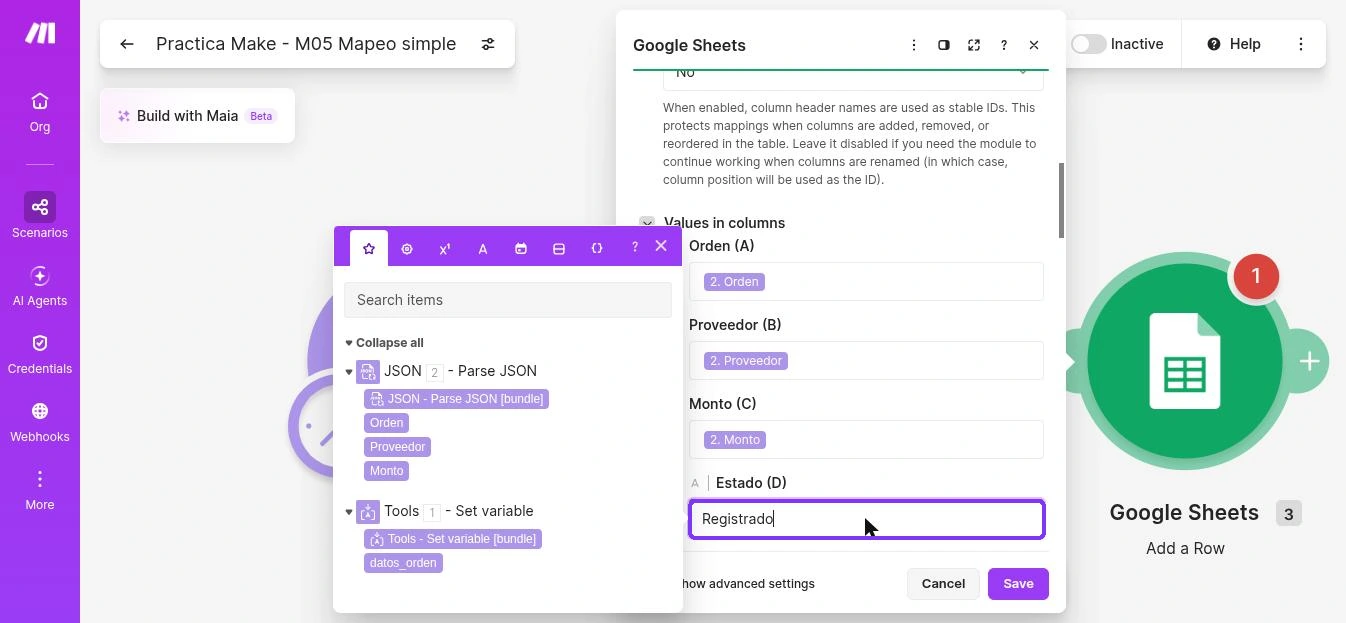 Practica Make - M05 Mapeo simple
Build with Maia Beta
Org
Scenarios
AI Agents
Credentials
Webhooks
More
Google Sheets
?
No
When enabled, column header names are used as stable IDs. This
protects mappings when columns are added, removed, or
reordered in the table. Leave it disabled if you need the module to
continue working when columns are renamed (in which case,
column position will be used as the ID).
Values in columns
Orden (A)
2. Orden
Proveedor (B)
2. Proveedor
Monto (C)
2. Monto
A Estado (D)
Registrado
how advanced settings
Cancel
Save
x¹ A {} ?
Search items
Collapse all
JSON 2 - Parse JSON
JSON - Parse JSON [bundle]
Orden
Proveedor
Monto
Tools 1 - Set variable
Tools - Set variable [bundle]
datos_orden
Inactive
? Help
1
Google Sheets 3
Add a Row